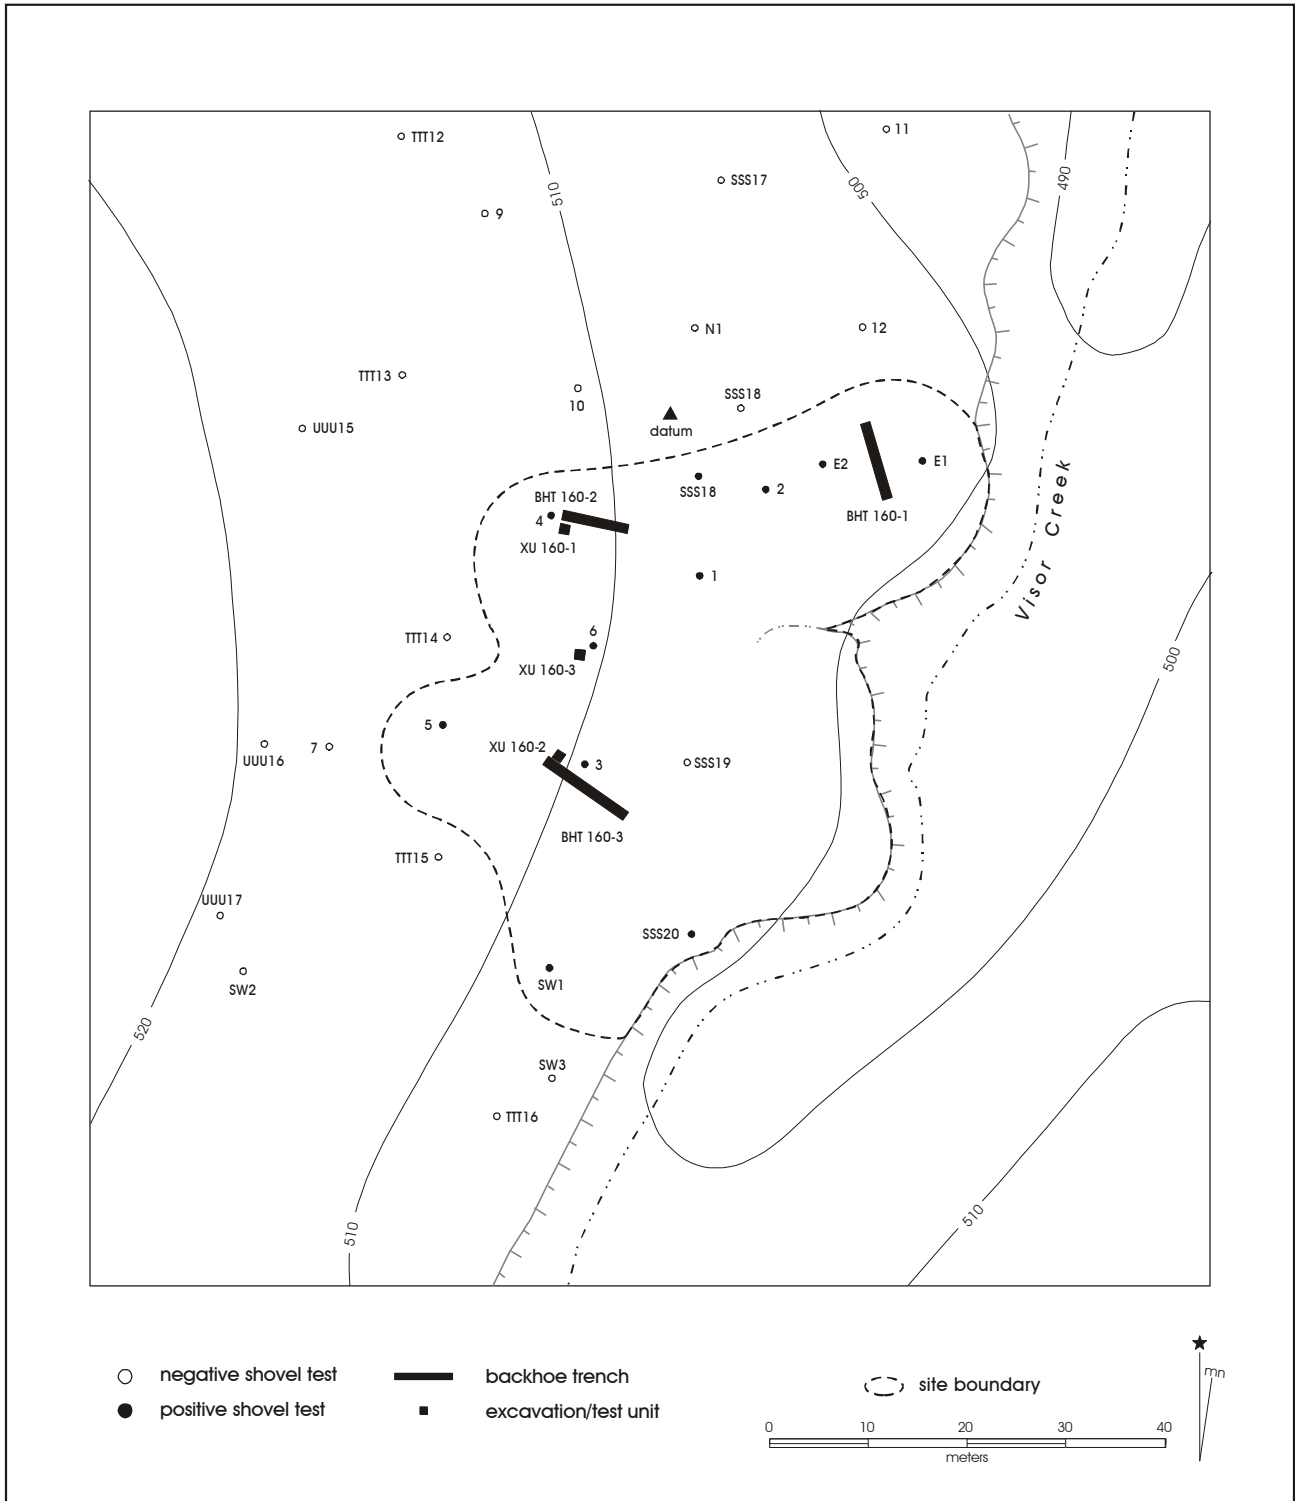 TTT12
11
SSS17
490
510
500
9
N1
12
TTT13
SSS18
10
datum
UUU15
E2
E1
SSS18
2
BHT 160-2
BHT 160-1
4
XU 160-1
Visor Creek
1
6
TTT14
XU 160-3
500
5
XU 160-2
UUU16
7
3
SSS19
BHT 160-3
TTT15
UUU17
SSS20
SW2
SW1
520
SW3
TTT16
510
510
mn
negative shovel test
backhoe trench
site boundary
positive shovel test
excavation/test unit
0 10 20 30 40
meters